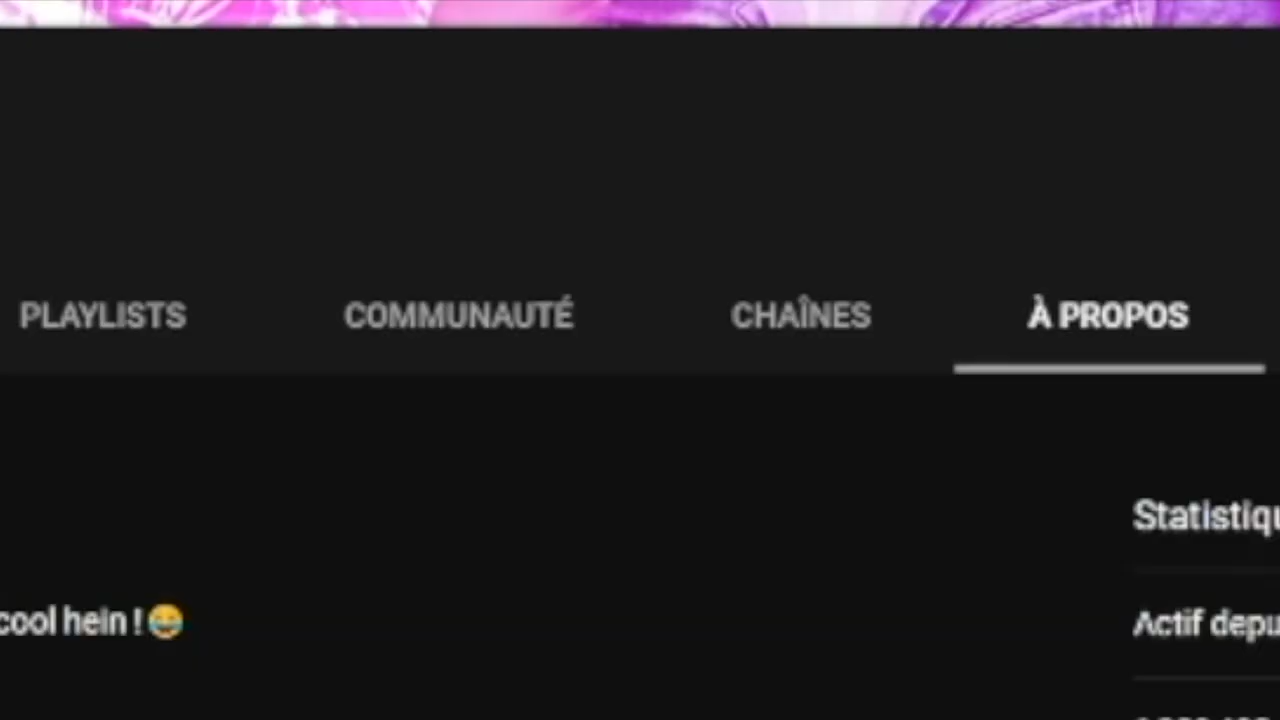 PLAYLISTS COMMUNAUTÉ CHAÎNES À PROPOS
Statistiqu
cool hein ! 😂 Actif depu